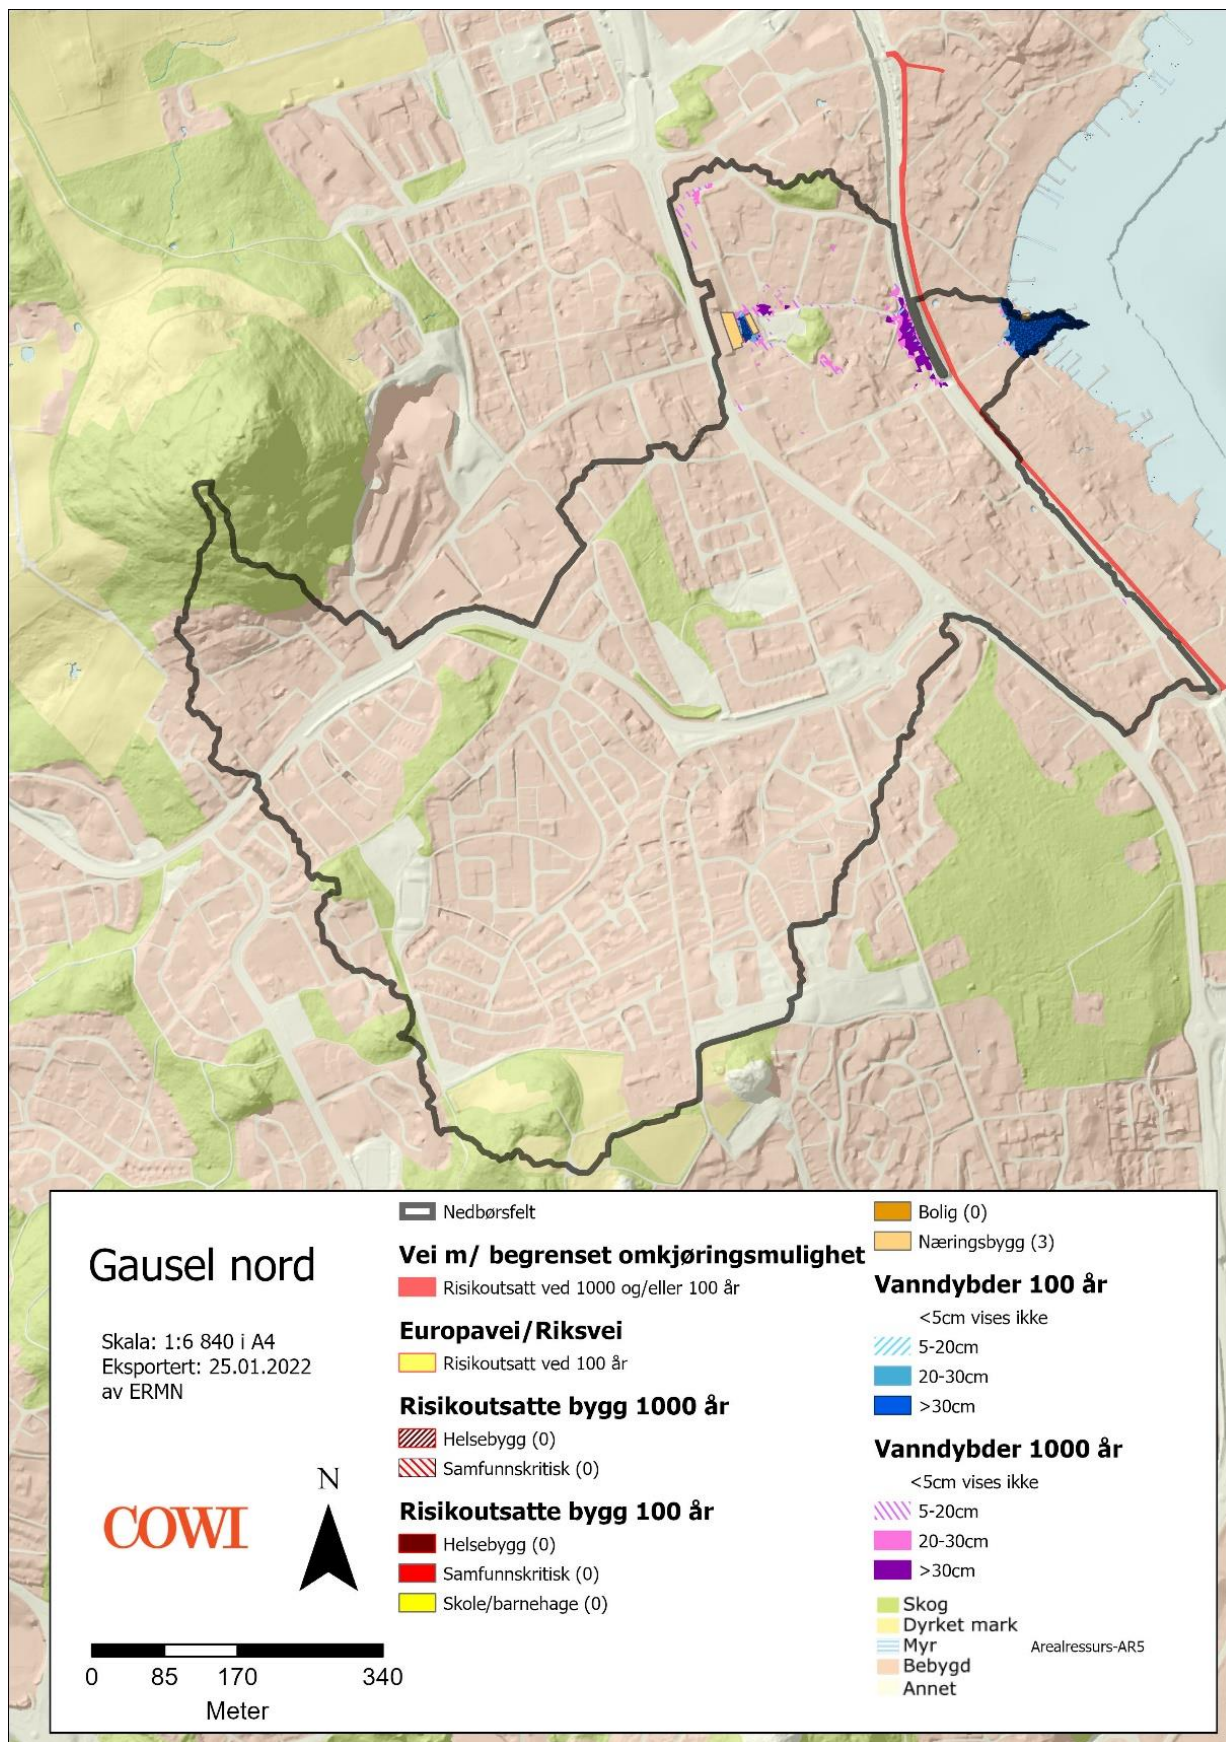 Gausel nord
Skala: 1:6 840 i A4
Eksportert: 25.01.2022
av ERMN
COWI
N
0 85 170 340
Meter
Nedbørsfelt
Vei m/ begrenset omkjøringsmulighet
Risikoutsatt ved 1000 og/eller 100 år
Europavei/Riksvei
Risikoutsatt ved 100 år
Risikoutsatte bygg 1000 år
Helsebygg (0)
Samfunnskritisk (0)
Risikoutsatte bygg 100 år
Helsebygg (0)
Samfunnskritisk (0)
Skole/barnehage (0)
Bolig (0)
Næringsbygg (3)
Vanndybder 100 år
<5cm vises ikke
5-20cm
20-30cm
>30cm
Vanndybder 1000 år
<5cm vises ikke
5-20cm
20-30cm
>30cm
Skog
Dyrket mark
Myr
Bebygd
Annet
Arealressurs-AR5